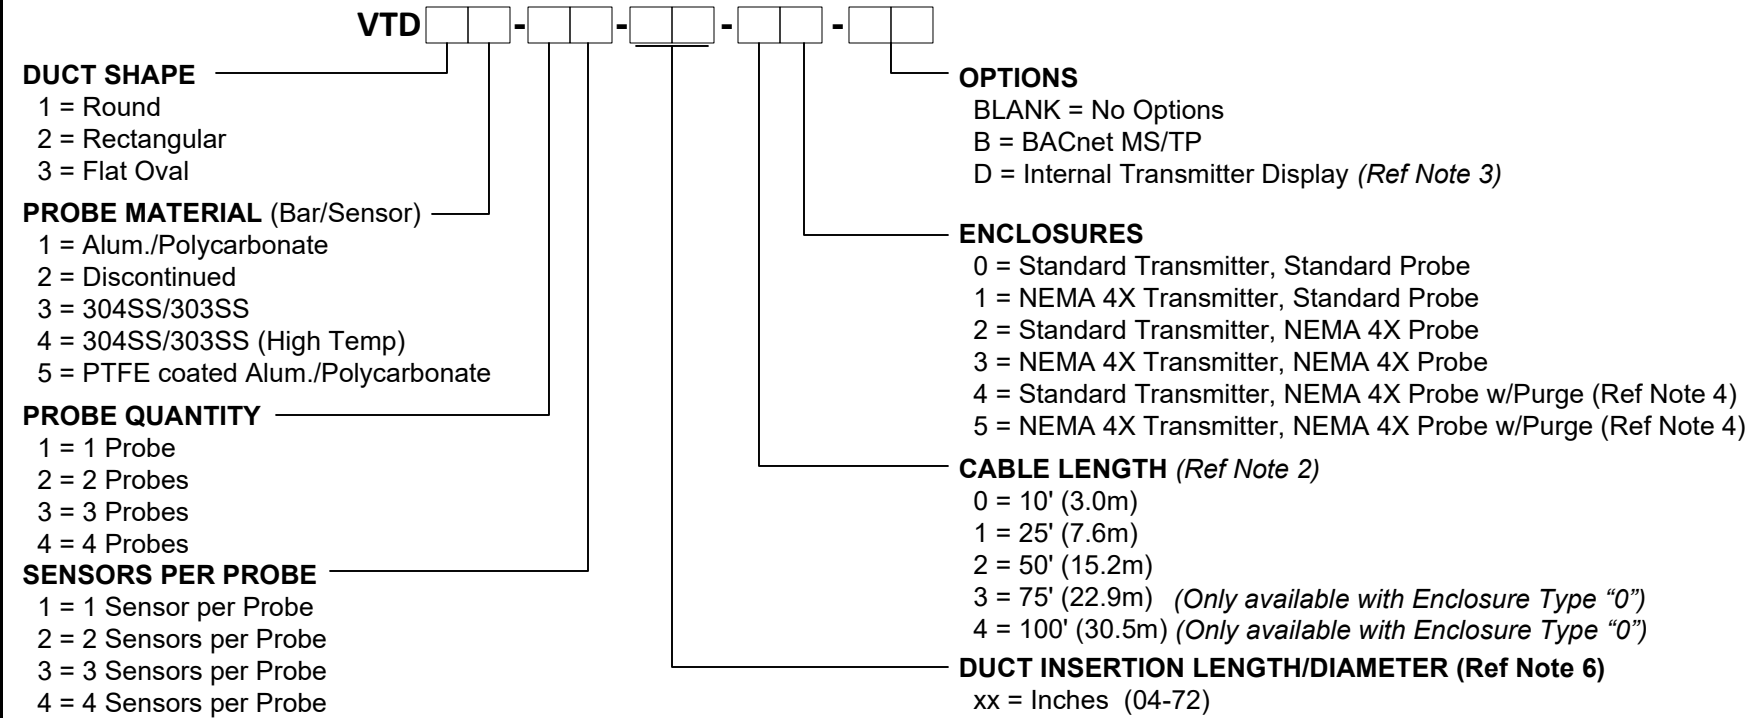 VTD - - - -
DUCT SHAPE
1 = Round
2 = Rectangular
3 = Flat Oval
PROBE MATERIAL (Bar/Sensor)
1 = Alum./Polycarbonate
2 = Discontinued
3 = 304SS/303SS
4 = 304SS/303SS (High Temp)
5 = PTFE coated Alum./Polycarbonate
PROBE QUANTITY
1 = 1 Probe
2 = 2 Probes
3 = 3 Probes
4 = 4 Probes
SENSORS PER PROBE
1 = 1 Sensor per Probe
2 = 2 Sensors per Probe
3 = 3 Sensors per Probe
4 = 4 Sensors per Probe
OPTIONS
BLANK = No Options
B = BACnet MS/TP
D = Internal Transmitter Display (Ref Note 3)
ENCLOSURES
0 = Standard Transmitter, Standard Probe
1 = NEMA 4X Transmitter, Standard Probe
2 = Standard Transmitter, NEMA 4X Probe
3 = NEMA 4X Transmitter, NEMA 4X Probe
4 = Standard Transmitter, NEMA 4X Probe w/Purge (Ref Note 4)
5 = NEMA 4X Transmitter, NEMA 4X Probe w/Purge (Ref Note 4)
CABLE LENGTH (Ref Note 2)
0 = 10' (3.0m)
1 = 25' (7.6m)
2 = 50' (15.2m)
3 = 75' (22.9m) (Only available with Enclosure Type “0”)
4 = 100' (30.5m) (Only available with Enclosure Type “0”)
DUCT INSERTION LENGTH/DIAMETER (Ref Note 6)
xx = Inches (04-72)